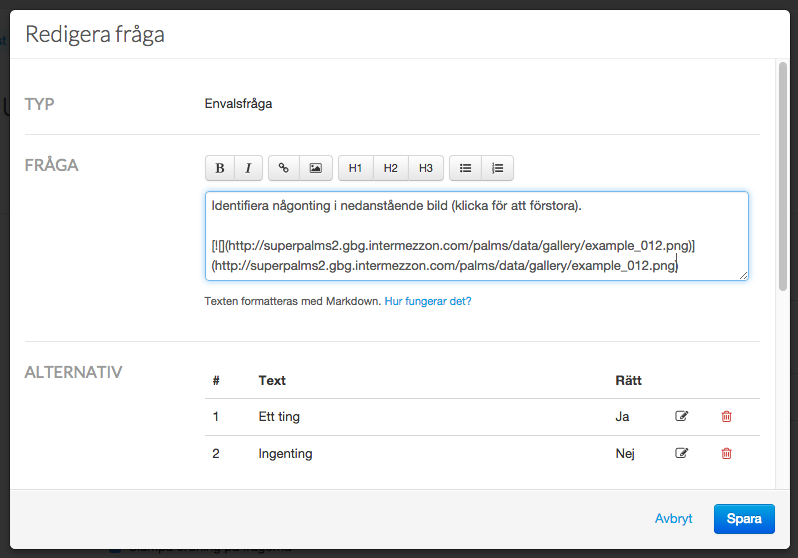 Redigera fråga
TYP
Envalsfråga
FRÅGA
B I H1 H2 H3
Identifiera någonting i nedanstående bild (klicka för att förstora).
[![](http://superpalms2.gbg.intermezzon.com/palms/data/gallery/example_012.png)]
(http://superpalms2.gbg.intermezzon.com/palms/data/gallery/example_012.png)
Texten formatteras med Markdown. Hur fungerar det?
ALTERNATIV
# Text Rätt
1 Ett ting Ja
2 Ingenting Nej
Avbryt Spara